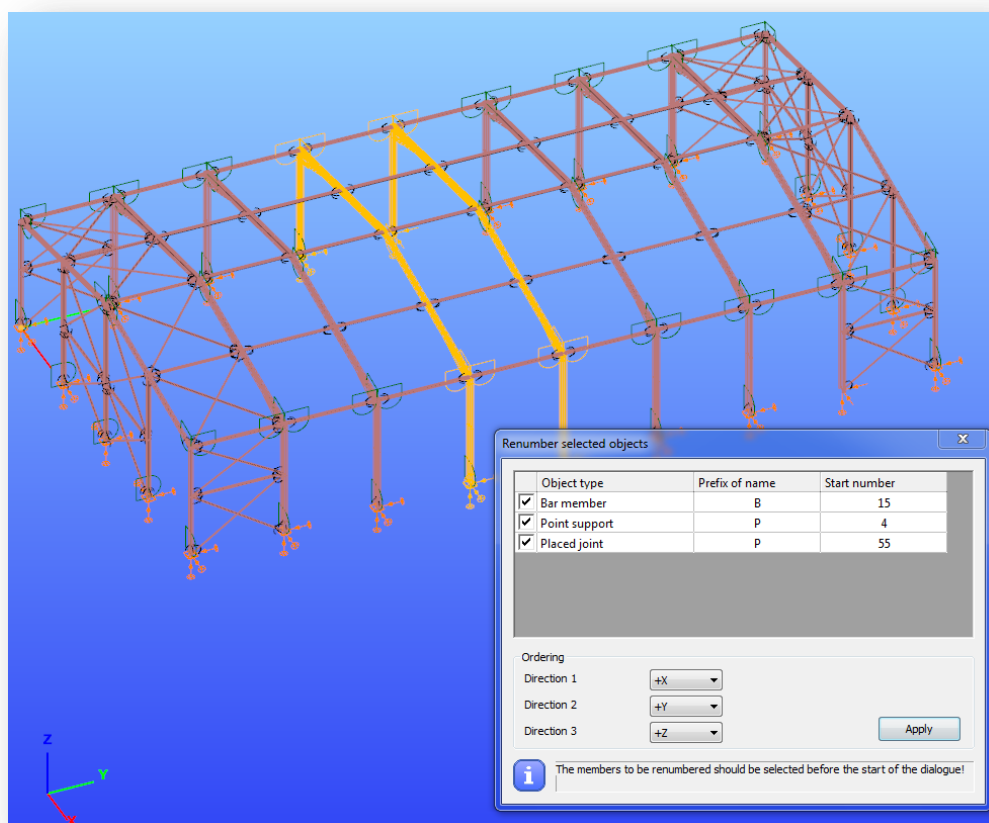 Renumber selected objects
Object type Prefix of name Start number
Bar member B 15
Point support P 4
Placed joint P 55
Ordering
Direction 1 +X
Direction 2 +Y
Direction 3 +Z
Apply
The members to be renumbered should be selected before the start of the dialogue!
Z
Y
X